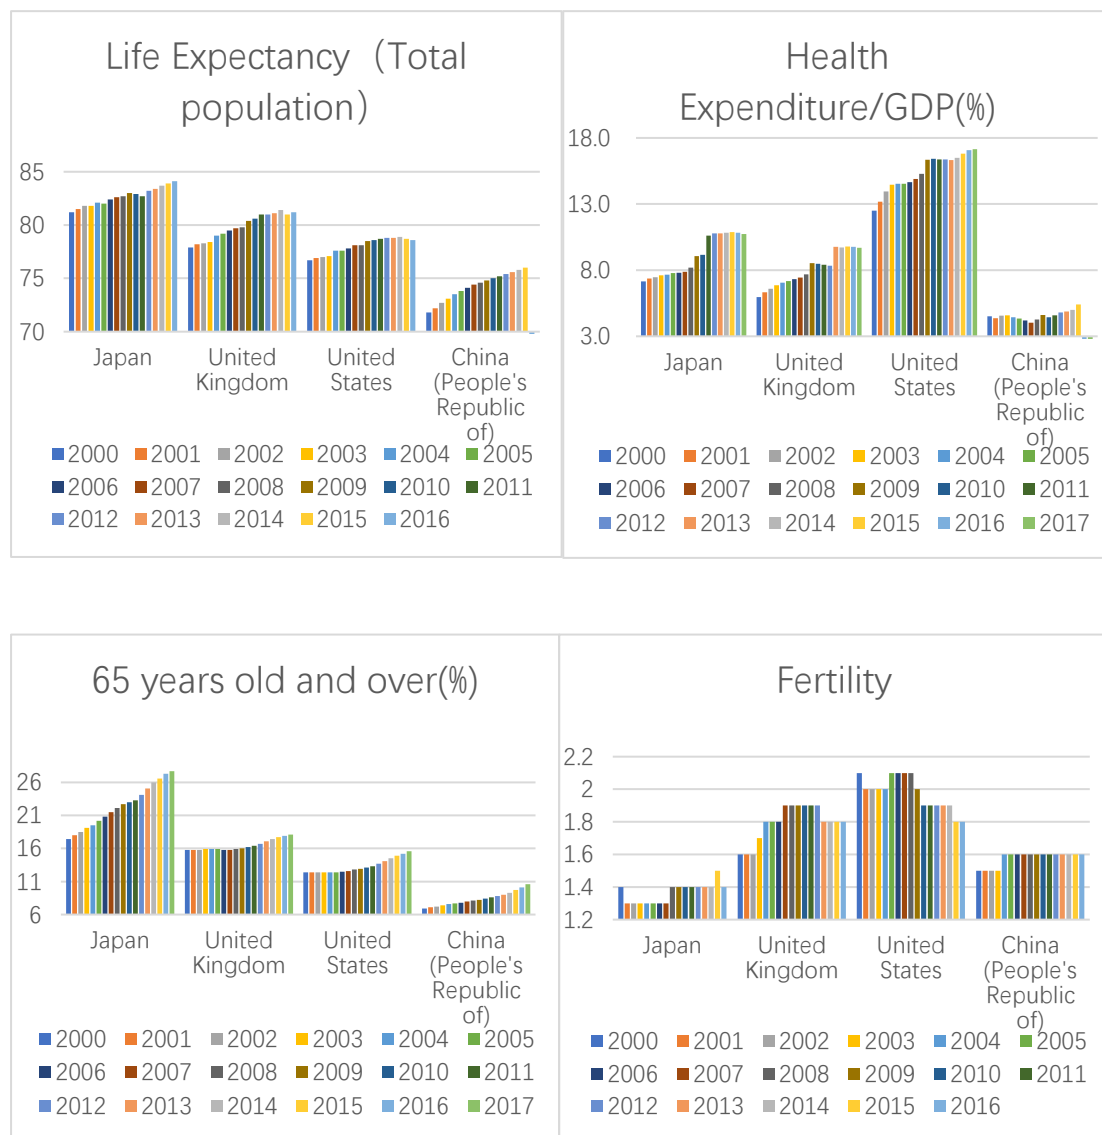 Life Expectancy（Total
population）
85
80
75
70
Japan
United
Kingdom
United
States
China
(People's
Republic
of)
2000 2001 2002 2003 2004 2005
2006 2007 2008 2009 2010 2011
2012 2013 2014 2015 2016
Health
Expenditure/GDP(%)
18.0
13.0
8.0
3.0
Japan
United
Kingdom
United
States
China
(People's
Republic
of)
2000 2001 2002 2003 2004 2005
2006 2007 2008 2009 2010 2011
2012 2013 2014 2015 2016 2017
65 years old and over(%)
26
21
16
11
6
Japan
United
Kingdom
United
States
China
(People's
Republic
of)
2000 2001 2002 2003 2004 2005
2006 2007 2008 2009 2010 2011
2012 2013 2014 2015 2016 2017
Fertility
2.2
2
1.8
1.6
1.4
1.2
Japan
United
Kingdom
United
States
China
(People's
Republic
of)
2000 2001 2002 2003 2004 2005
2006 2007 2008 2009 2010 2011
2012 2013 2014 2015 2016